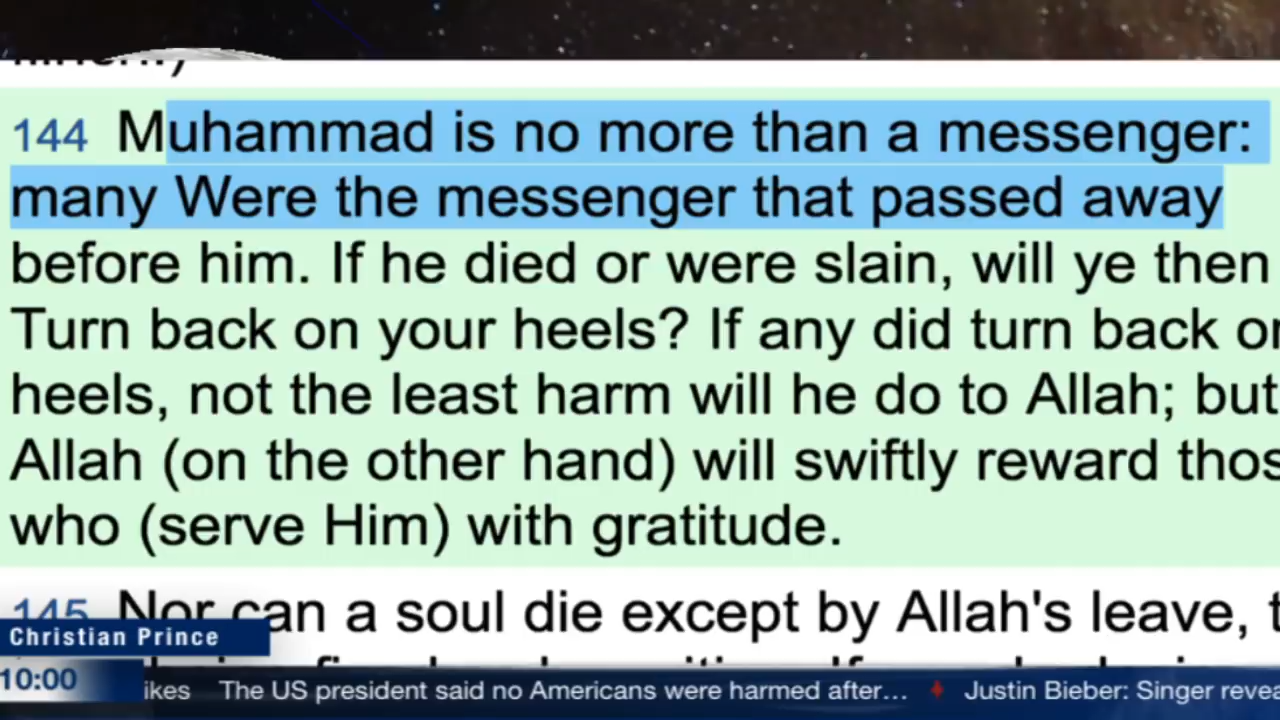 144 Muhammad is no more than a messenger:
many Were the messenger that passed away
before him. If he died or were slain, will ye then
Turn back on your heels? If any did turn back
heels, not the least harm will he do to Allah; but
Allah (on the other hand) will swiftly reward
who (serve Him) with gratitude.
145 Nor can a soul die except by Allah's leave,
Christian Prince
10:00
The US president said no Americans were harmed after... Justin Bieber: Singer